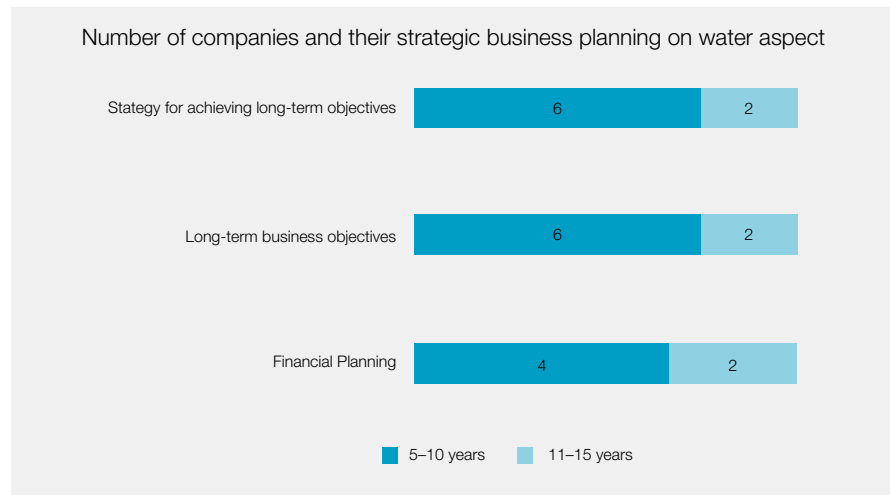 Number of companies and their strategic business planning on water aspect
Stategy for achieving long-term objectives
6 2
Long-term business objectives
6 2
Financial Planning
4 2
5–10 years 11–15 years